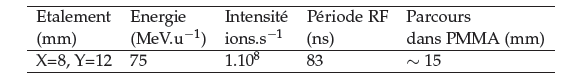 Etalement Energie Intensité Période RF Parcours
(mm) (MeV.u⁻¹) ions.s⁻¹ (ns) dans PMMA (mm)
X=8, Y=12 75 1.10⁸ 83 ∼ 15